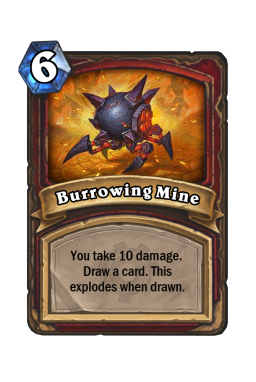 6
Burrowing Mine
You take 10 damage.
Draw a card. This
explodes when drawn.